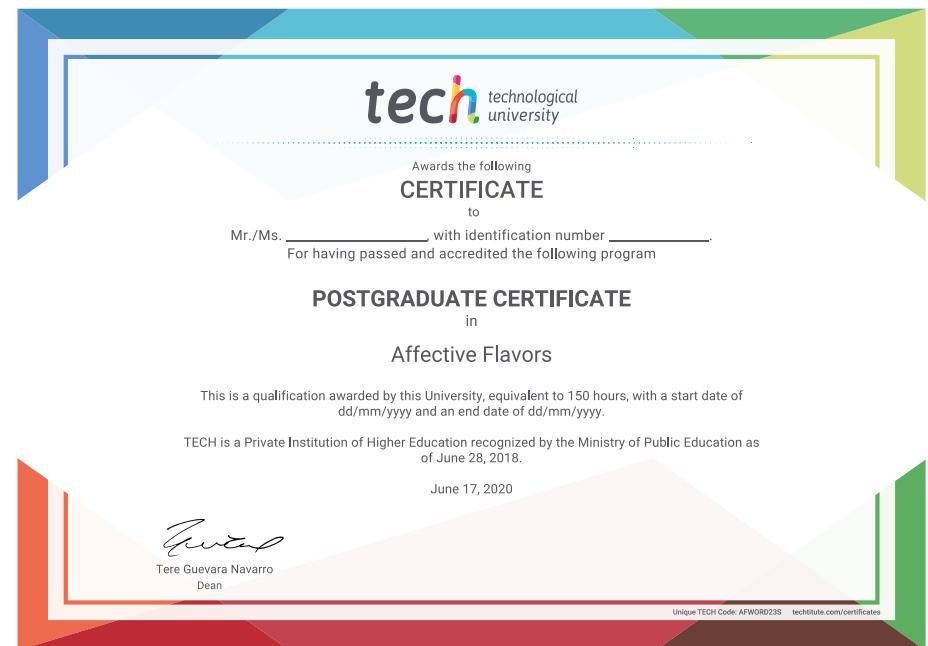 tech technological
university
Awards the following
CERTIFICATE
to
Mr./Ms. ____________, with identification number ____________.
For having passed and accredited the following program
POSTGRADUATE CERTIFICATE
in
Affective Flavors
This is a qualification awarded by this University, equivalent to 150 hours, with a start date of
dd/mm/yyyy and an end date of dd/mm/yyyy.
TECH is a Private Institution of Higher Education recognized by the Ministry of Public Education as
of June 28, 2018.
June 17, 2020
Tere Guevara Navarro
Dean
Unique TECH Code: AFWORD23S techtitute.com/certificates